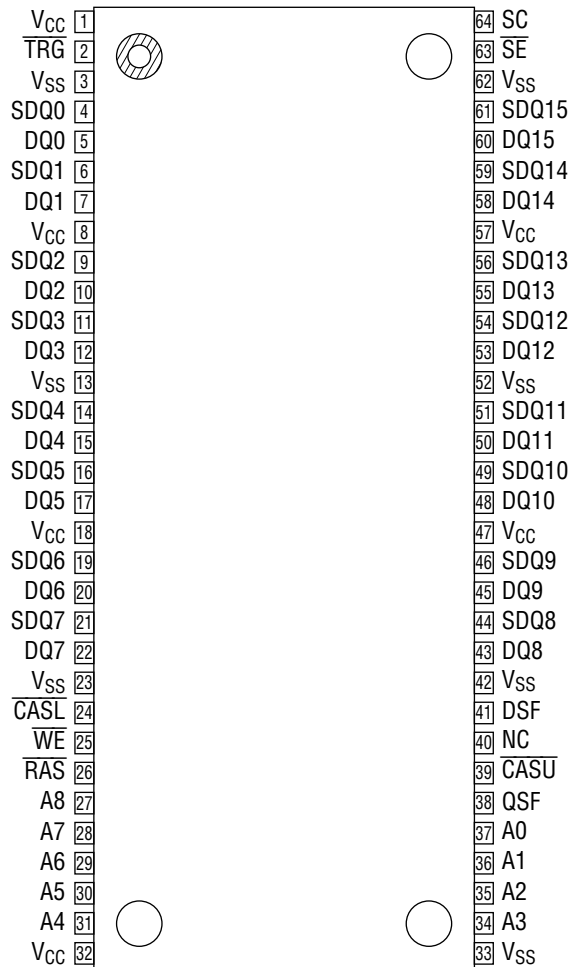 VCC 1 64 SC
T̅R̅G̅ 2 63 S̅E̅
VSS 3 62 VSS
SDQ0 4 61 SDQ15
DQ0 5 60 DQ15
SDQ1 6 59 SDQ14
DQ1 7 58 DQ14
VCC 8 57 VCC
SDQ2 9 56 SDQ13
DQ2 10 55 DQ13
SDQ3 11 54 SDQ12
DQ3 12 53 DQ12
VSS 13 52 VSS
SDQ4 14 51 SDQ11
DQ4 15 50 DQ11
SDQ5 16 49 SDQ10
DQ5 17 48 DQ10
VCC 18 47 VCC
SDQ6 19 46 SDQ9
DQ6 20 45 DQ9
SDQ7 21 44 SDQ8
DQ7 22 43 DQ8
VSS 23 42 VSS
C̅A̅S̅L̅ 24 41 DSF
W̅E̅ 25 40 NC
R̅A̅S̅ 26 39 C̅A̅S̅U̅
A8 27 38 QSF
A7 28 37 A0
A6 29 36 A1
A5 30 35 A2
A4 31 34 A3
VCC 32 33 VSS